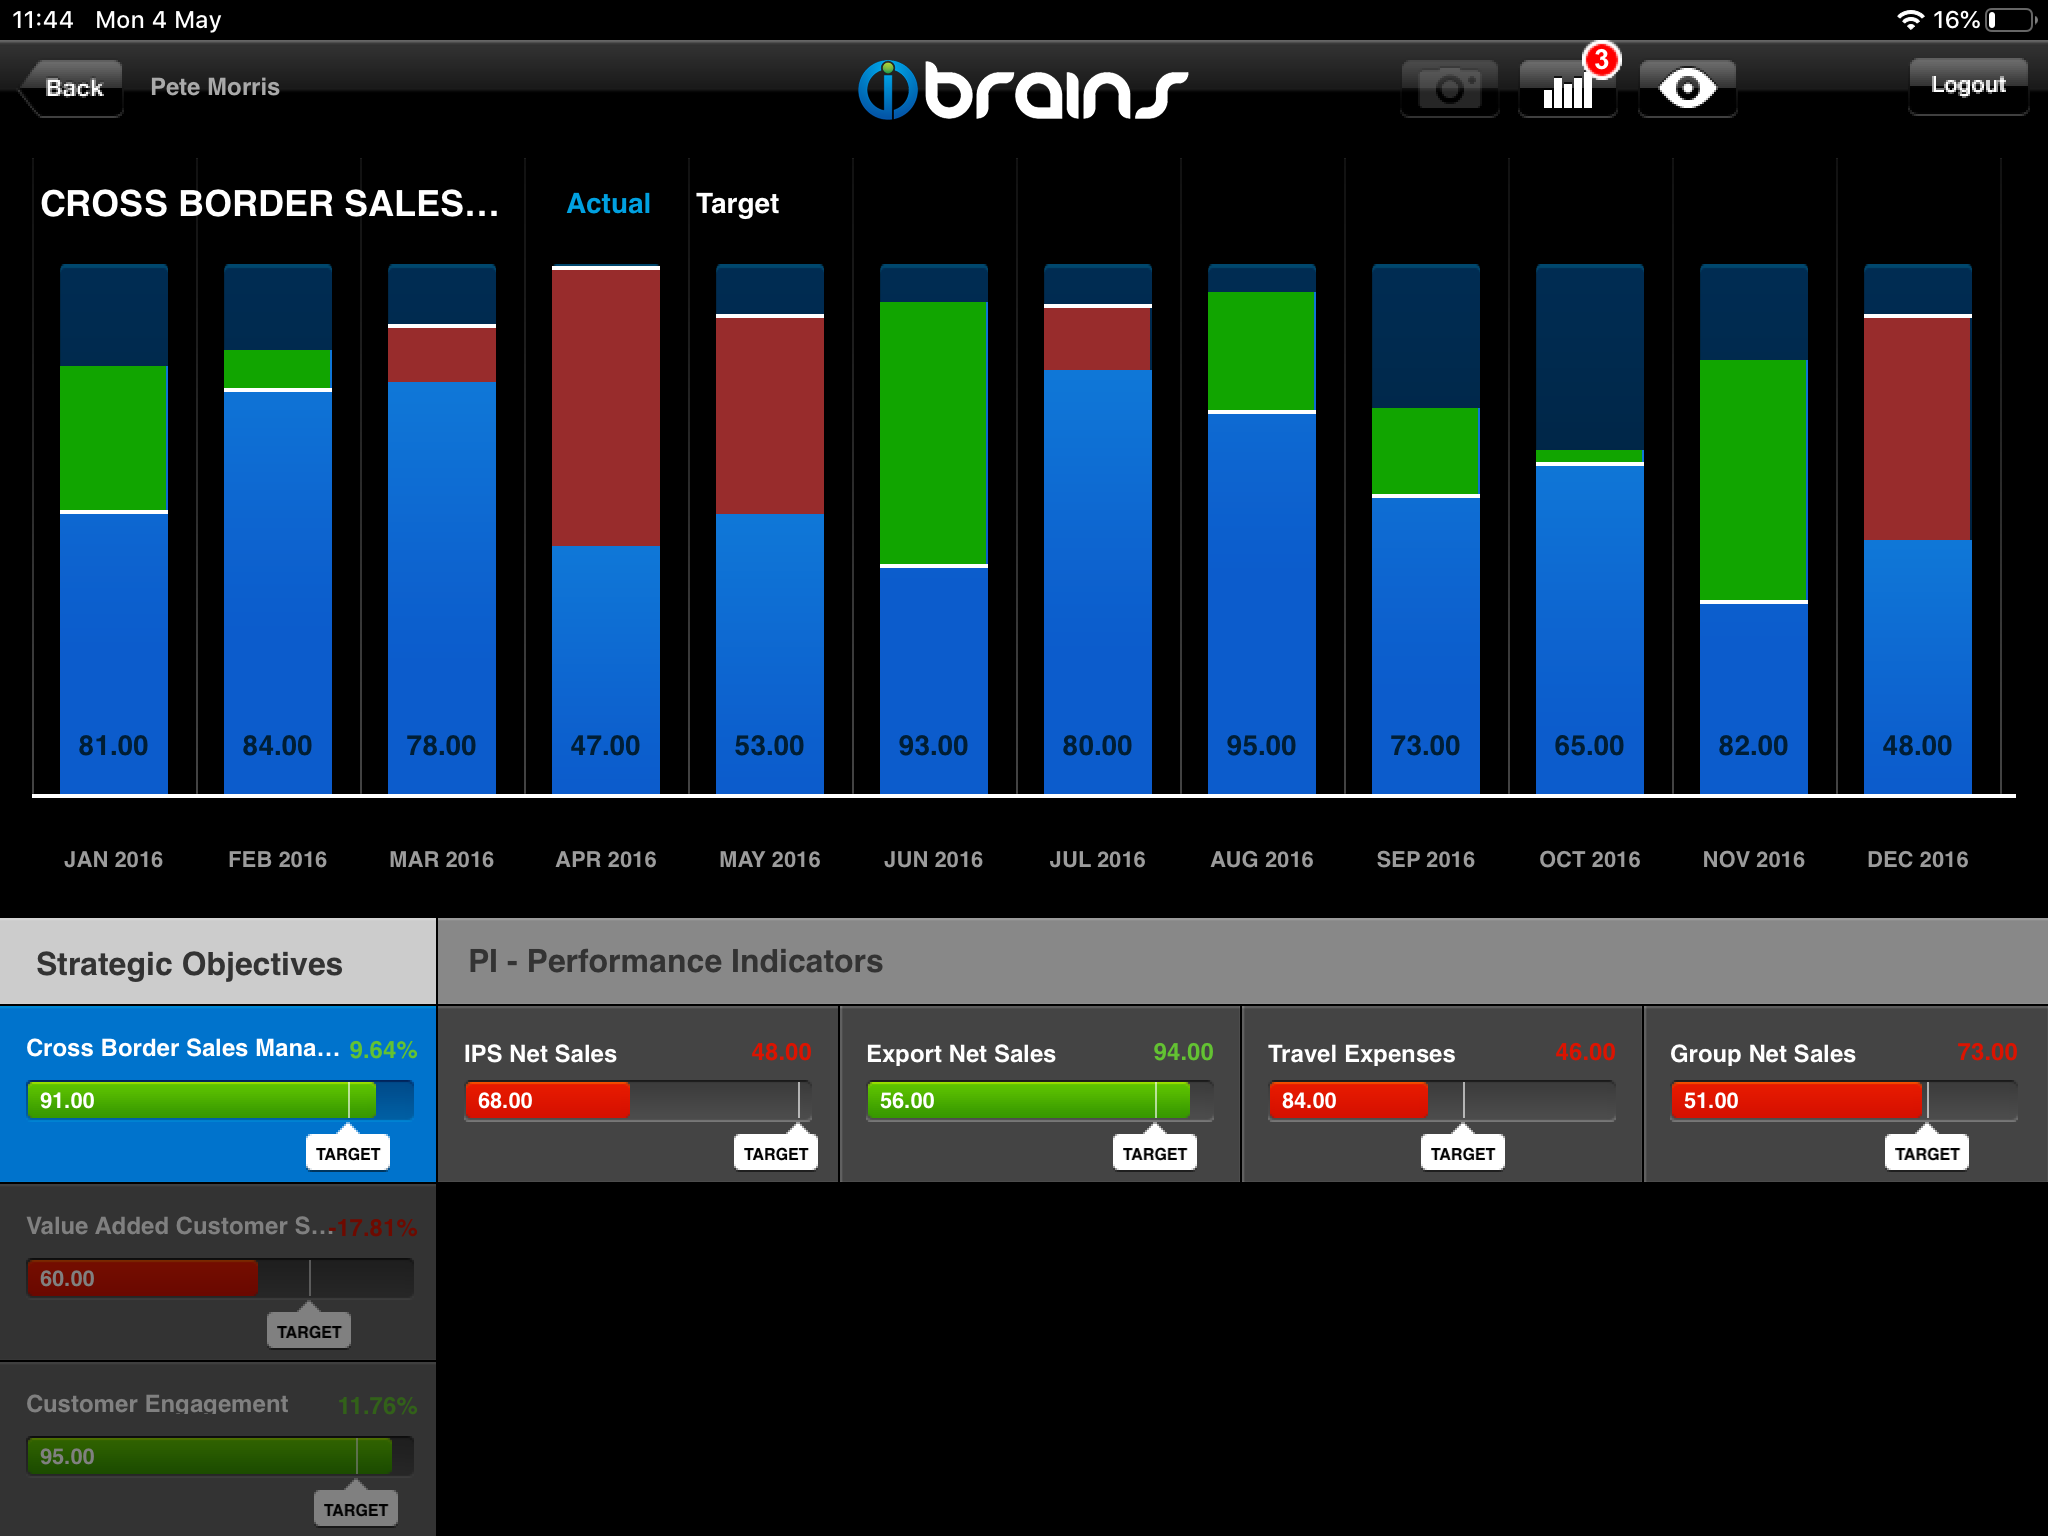 11:44 Mon 4 May 16%
Back Pete Morris brains 3 Logout
CROSS BORDER SALES... Actual Target
81.00 84.00 78.00 47.00 53.00 93.00 80.00 95.00 73.00 65.00 82.00 48.00
JAN 2016 FEB 2016 MAR 2016 APR 2016 MAY 2016 JUN 2016 JUL 2016 AUG 2016 SEP 2016 OCT 2016 NOV 2016 DEC 2016
Strategic Objectives
PI - Performance Indicators
Cross Border Sales Mana... 9.64%
91.00
TARGET
IPS Net Sales 48.00
68.00
TARGET
Export Net Sales 94.00
56.00
TARGET
Travel Expenses 46.00
84.00
TARGET
Group Net Sales 73.00
51.00
TARGET
Value Added Customer S... -17.81%
60.00
TARGET
Customer Engagement 11.76%
95.00
TARGET